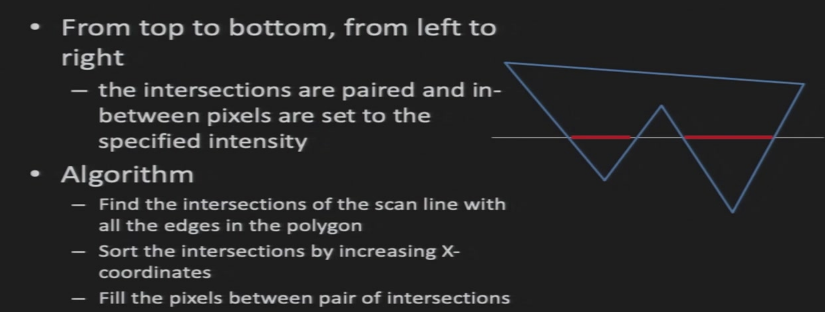 • From top to bottom, from left to
right
– the intersections are paired and in-
between pixels are set to the
specified intensity
• Algorithm
– Find the intersections of the scan line with
all the edges in the polygon
– Sort the intersections by increasing X-
coordinates
– Fill the pixels between pair of intersections